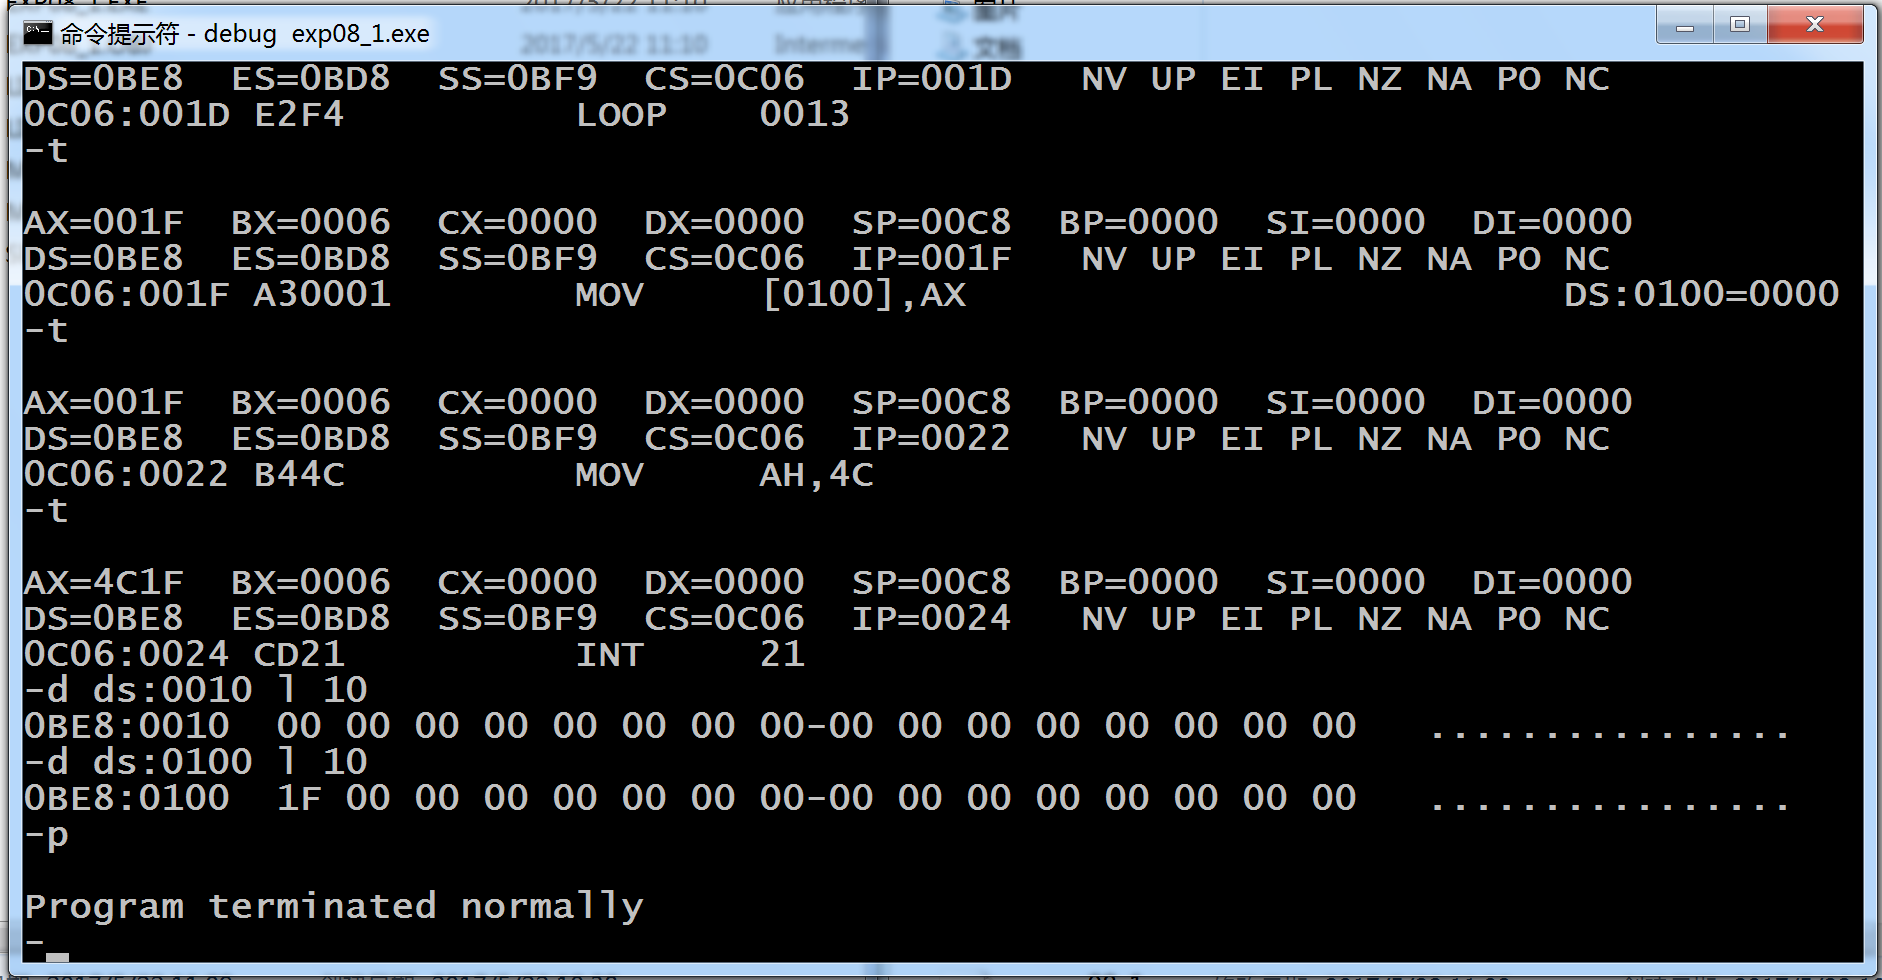 命令提示符 - debug  exp08_1.exe
DS=0BE8  ES=0BD8  SS=0BF9  CS=0C06  IP=001D   NV UP EI PL NZ NA PO NC
0C06:001D E2F4          LOOP    0013
-t
AX=001F  BX=0006  CX=0000  DX=0000  SP=00C8  BP=0000  SI=0000  DI=0000
DS=0BE8  ES=0BD8  SS=0BF9  CS=0C06  IP=001F   NV UP EI PL NZ NA PO NC
0C06:001F A30001        MOV     [0100],AX                          DS:0100=0000
-t
AX=001F  BX=0006  CX=0000  DX=0000  SP=00C8  BP=0000  SI=0000  DI=0000
DS=0BE8  ES=0BD8  SS=0BF9  CS=0C06  IP=0022   NV UP EI PL NZ NA PO NC
0C06:0022 B44C          MOV     AH,4C
-t
AX=4C1F  BX=0006  CX=0000  DX=0000  SP=00C8  BP=0000  SI=0000  DI=0000
DS=0BE8  ES=0BD8  SS=0BF9  CS=0C06  IP=0024   NV UP EI PL NZ NA PO NC
0C06:0024 CD21          INT     21
-d ds:0010 l 10
0BE8:0010  00 00 00 00 00 00 00 00-00 00 00 00 00 00 00 00   ................
-d ds:0100 l 10
0BE8:0100  1F 00 00 00 00 00 00 00-00 00 00 00 00 00 00 00   ................
-p
Program terminated normally
-